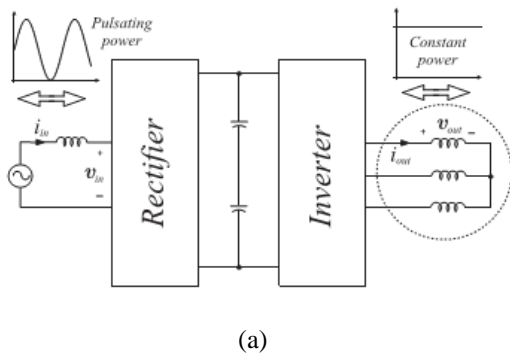 Pulsating
power
Constant
power
i_in
+
v_in
−
Rectifier
Inverter
+ v_out −
i_out
(a)